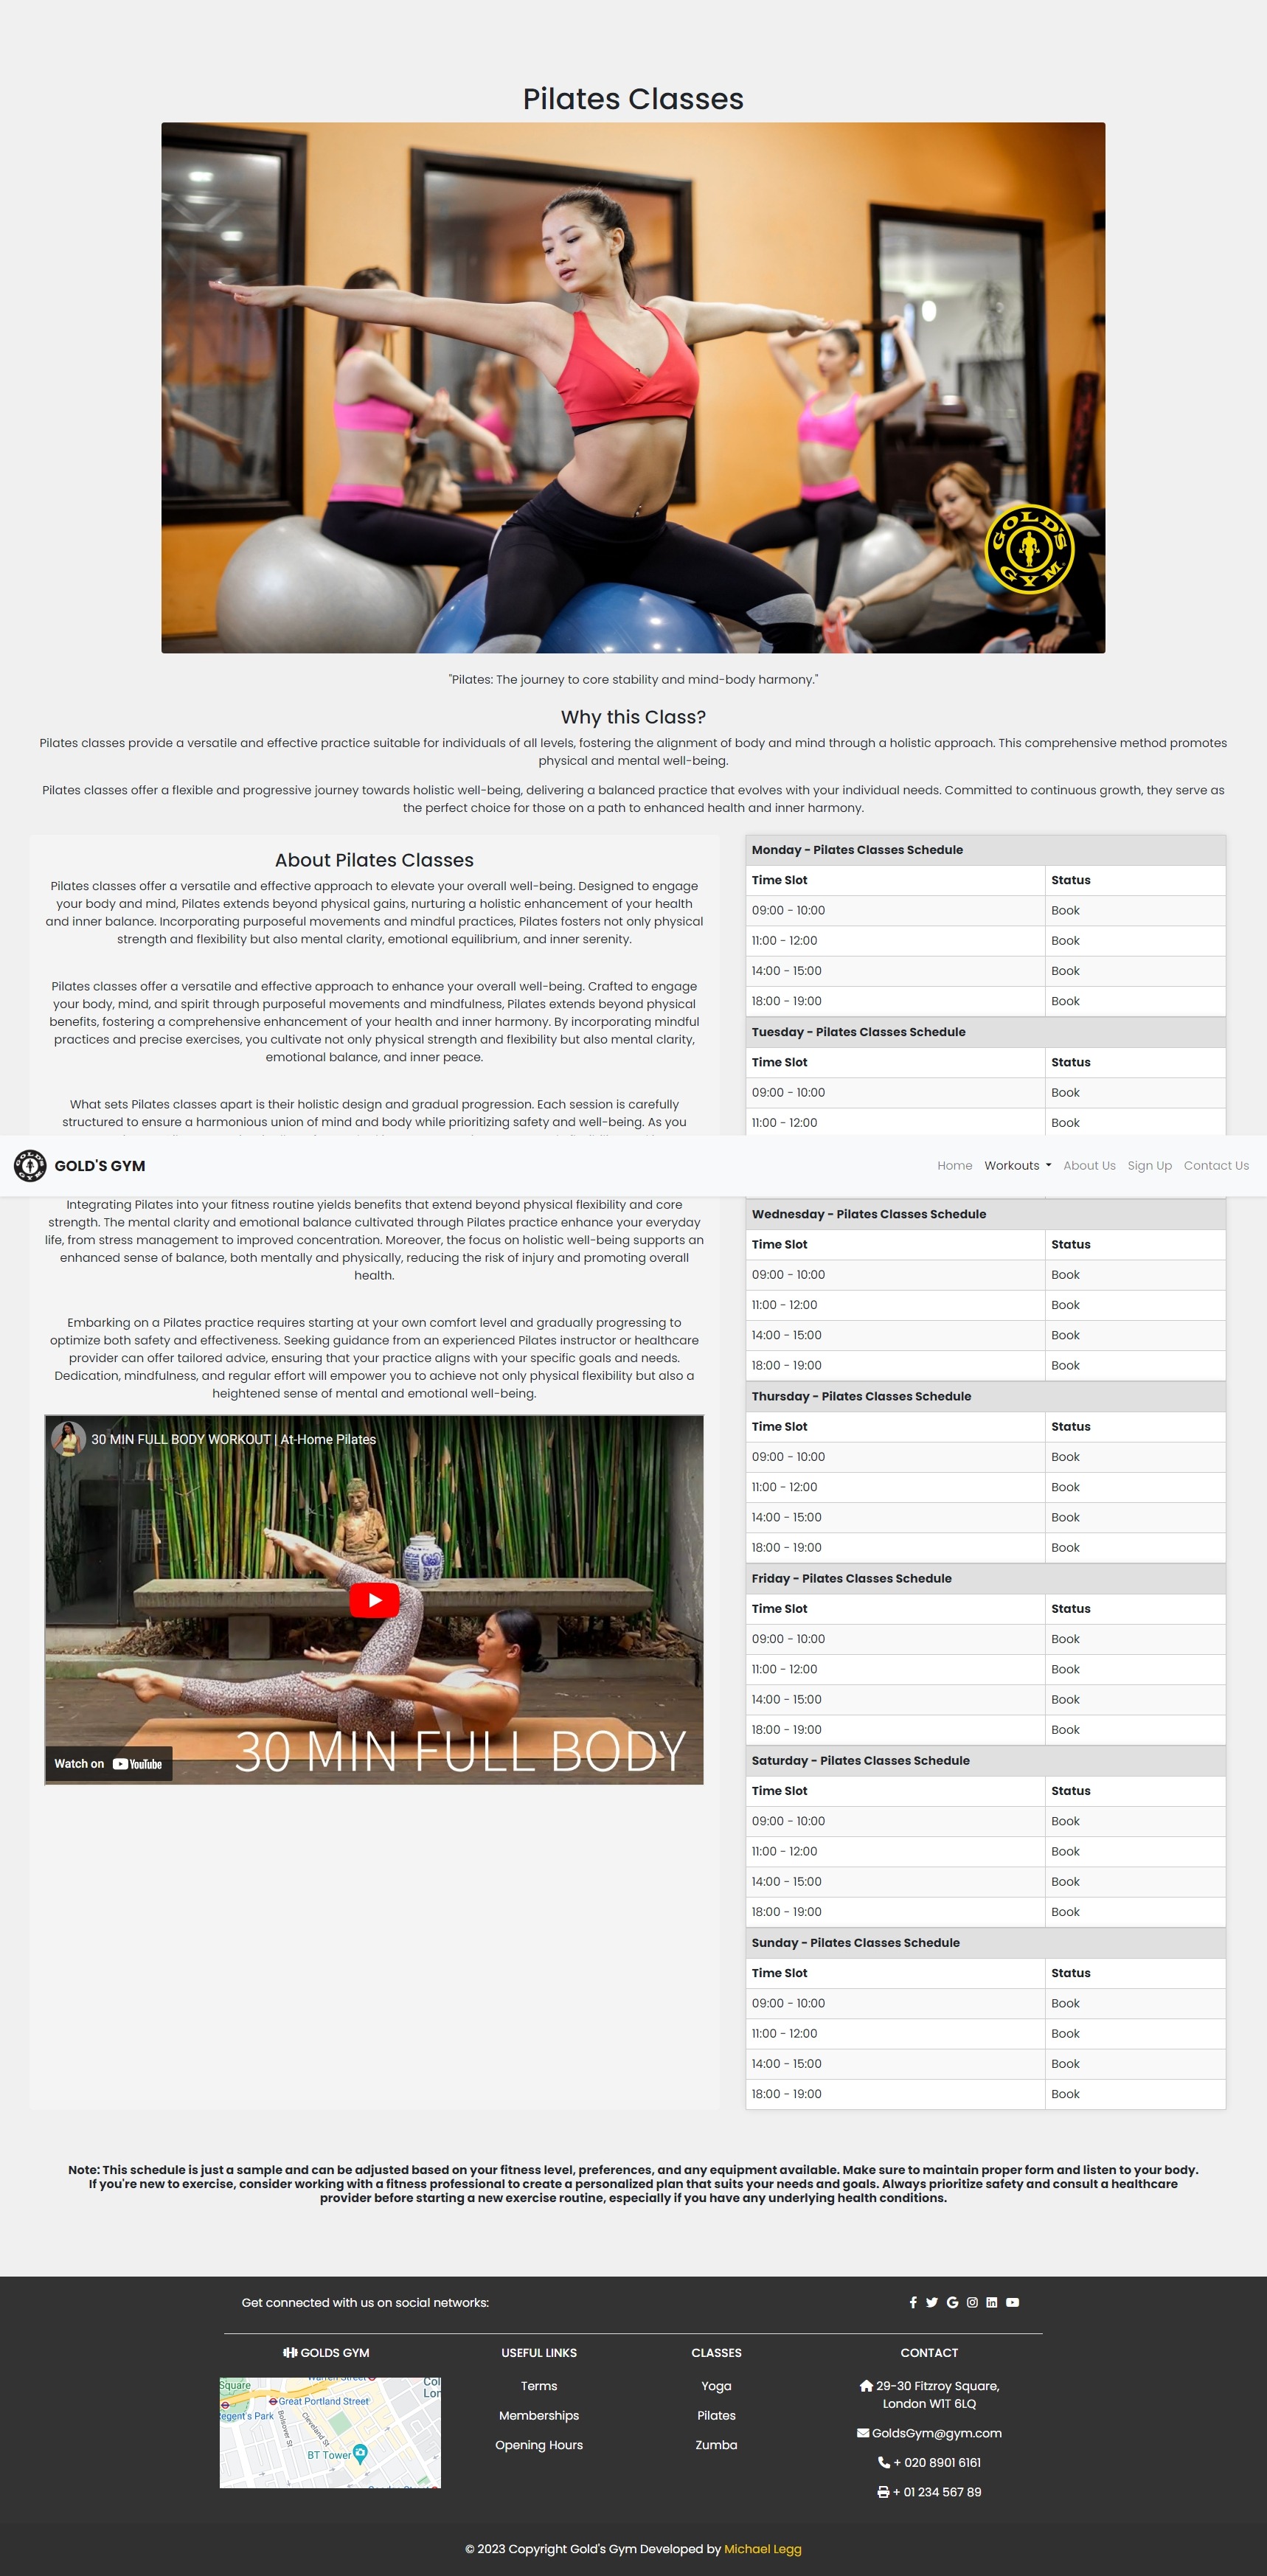 Pilates Classes
GOLD'S
GYM
"Pilates: The journey to core stability and mind-body harmony."
Why this Class?
Pilates classes provide a versatile and effective practice suitable for individuals of all levels, fostering the alignment of body and mind through a holistic approach. This comprehensive method promotes
physical and mental well-being.
Pilates classes offer a flexible and progressive journey towards holistic well-being, delivering a balanced practice that evolves with your individual needs. Committed to continuous growth, they serve as
the perfect choice for those on a path to enhanced health and inner harmony.
About Pilates Classes
Pilates classes offer a versatile and effective approach to elevate your overall well-being. Designed to engage
your body and mind, Pilates extends beyond physical gains, nurturing a holistic enhancement of your health
and inner balance. Incorporating purposeful movements and mindful practices, Pilates fosters not only physical
strength and flexibility but also mental clarity, emotional equilibrium, and inner serenity.
Pilates classes offer a versatile and effective approach to enhance your overall well-being. Crafted to engage
your body, mind, and spirit through purposeful movements and mindfulness, Pilates extends beyond physical
benefits, fostering a comprehensive enhancement of your health and inner harmony. By incorporating mindful
practices and precise exercises, you cultivate not only physical strength and flexibility but also mental clarity,
emotional balance, and inner peace.
What sets Pilates classes apart is their holistic design and gradual progression. Each session is carefully
structured to ensure a harmonious union of mind and body while prioritizing safety and well-being. As you
Monday - Pilates Classes Schedule
Time Slot Status
09:00 - 10:00 Book
11:00 - 12:00 Book
14:00 - 15:00 Book
18:00 - 19:00 Book
Tuesday - Pilates Classes Schedule
Time Slot Status
09:00 - 10:00 Book
11:00 - 12:00 Book
GOLD'S GYM
GOLD'S GYM Home Workouts About Us Sign Up Contact Us
Integrating Pilates into your fitness routine yields benefits that extend beyond physical flexibility and core
strength. The mental clarity and emotional balance cultivated through Pilates practice enhance your everyday
life, from stress management to improved concentration. Moreover, the focus on holistic well-being supports an
enhanced sense of balance, both mentally and physically, reducing the risk of injury and promoting overall
health.
Embarking on a Pilates practice requires starting at your own comfort level and gradually progressing to
optimize both safety and effectiveness. Seeking guidance from an experienced Pilates instructor or healthcare
provider can offer tailored advice, ensuring that your practice aligns with your specific goals and needs.
Dedication, mindfulness, and regular effort will empower you to achieve not only physical flexibility but also a
heightened sense of mental and emotional well-being.
30 MIN FULL BODY WORKOUT | At-Home Pilates
30 MIN FULL BODY
Watch on YouTube
Wednesday - Pilates Classes Schedule
Time Slot Status
09:00 - 10:00 Book
11:00 - 12:00 Book
14:00 - 15:00 Book
18:00 - 19:00 Book
Thursday - Pilates Classes Schedule
Time Slot Status
09:00 - 10:00 Book
11:00 - 12:00 Book
14:00 - 15:00 Book
18:00 - 19:00 Book
Friday - Pilates Classes Schedule
Time Slot Status
09:00 - 10:00 Book
11:00 - 12:00 Book
14:00 - 15:00 Book
18:00 - 19:00 Book
Saturday - Pilates Classes Schedule
Time Slot Status
09:00 - 10:00 Book
11:00 - 12:00 Book
14:00 - 15:00 Book
18:00 - 19:00 Book
Sunday - Pilates Classes Schedule
Time Slot Status
09:00 - 10:00 Book
11:00 - 12:00 Book
14:00 - 15:00 Book
18:00 - 19:00 Book
Note: This schedule is just a sample and can be adjusted based on your fitness level, preferences, and any equipment available. Make sure to maintain proper form and listen to your body.
If you're new to exercise, consider working with a fitness professional to create a personalized plan that suits your needs and goals. Always prioritize safety and consult a healthcare
provider before starting a new exercise routine, especially if you have any underlying health conditions.
Get connected with us on social networks:
GOLDS GYM
Square
Great Portland Street
egent's Park
Bolsover St
Cleveland St
BT Tower
USEFUL LINKS
Terms
Memberships
Opening Hours
CLASSES
Yoga
Pilates
Zumba
CONTACT
29-30 Fitzroy Square,
London W1T 6LQ
GoldsGym@gym.com
+ 020 8901 6161
+ 01 234 567 89
© 2023 Copyright Gold's Gym Developed by Michael Legg